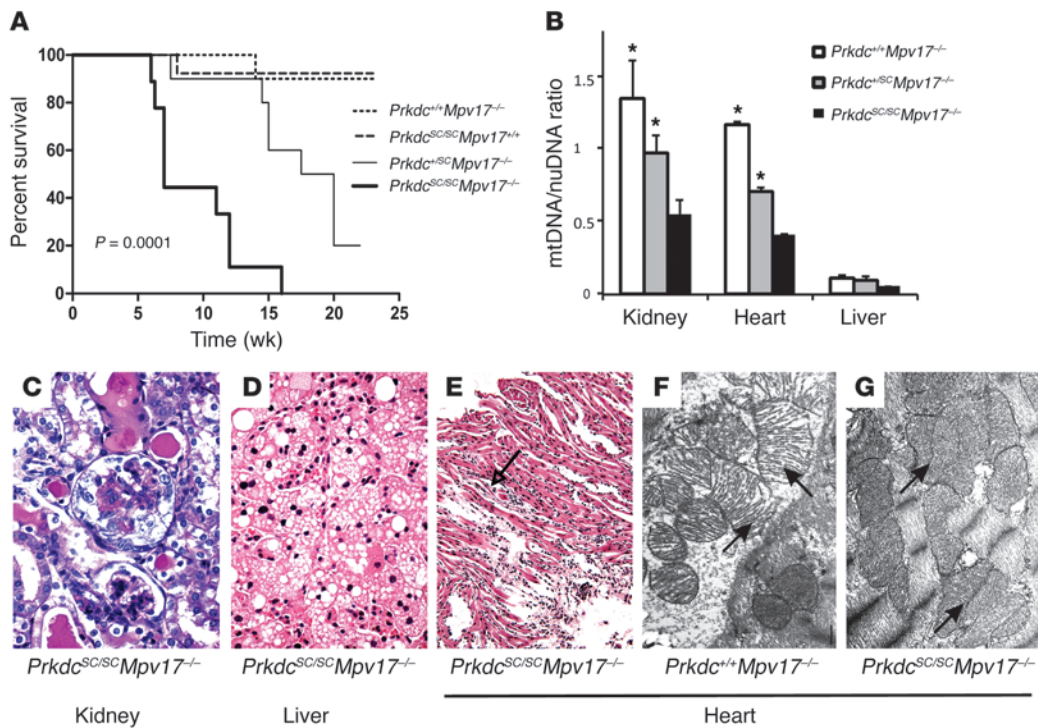 A
Percent survival
100
80
60
40
20
0
P = 0.0001
0 5 10 15 20 25
Time (wk)
Prkdc+/+Mpv17–/–
PrkdcSC/SCMpv17+/+
Prkdc+/SCMpv17–/–
PrkdcSC/SCMpv17–/–
B
mtDNA/nuDNA ratio
1.5
1
0.5
0
* * * *
Kidney Heart Liver
Prkdc+/+Mpv17–/–
Prkdc+/SCMpv17–/–
PrkdcSC/SCMpv17–/–
C D E F G
PrkdcSC/SCMpv17–/– PrkdcSC/SCMpv17–/– PrkdcSC/SCMpv17–/– Prkdc+/+Mpv17–/– PrkdcSC/SCMpv17–/–
Kidney Liver Heart